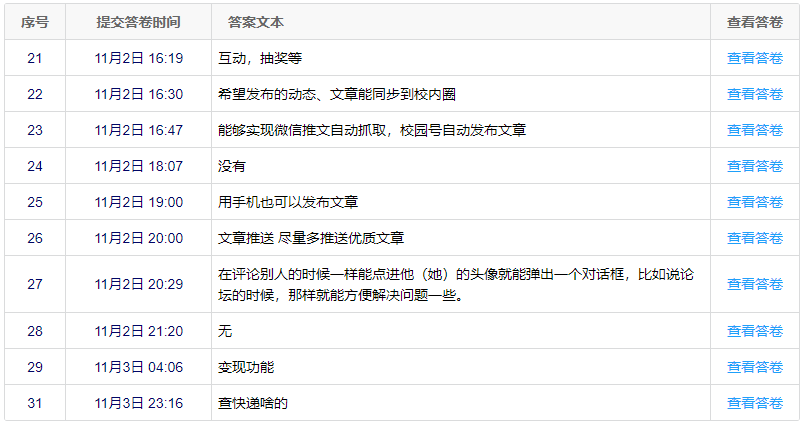 序号 提交答卷时间 答案文本 查看答卷
21 11月2日 16:19 互动，抽奖等 查看答卷
22 11月2日 16:30 希望发布的动态、文章能同步到校内圈 查看答卷
23 11月2日 16:47 能够实现微信推文自动抓取，校园号自动发布文章 查看答卷
24 11月2日 18:07 没有 查看答卷
25 11月2日 19:00 用手机也可以发布文章 查看答卷
26 11月2日 20:00 文章推送 尽量多推送优质文章 查看答卷
27 11月2日 20:29 在评论别人的时候一样能点进他（她）的头像就能弹出一个对话框，比如说论 查看答卷
坛的时候，那样就能方便解决问题一些。
28 11月2日 21:20 无 查看答卷
29 11月3日 04:06 变现功能 查看答卷
31 11月3日 23:16 查快递啥的 查看答卷